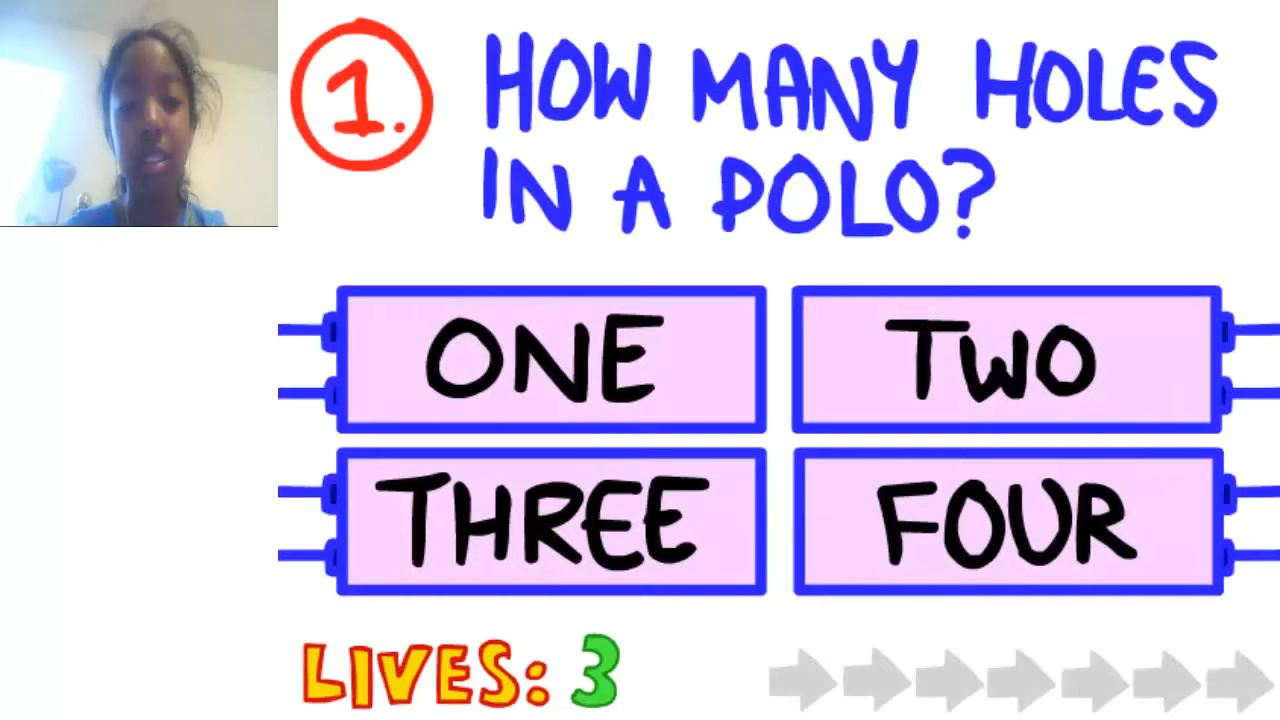 1. HOW MANY HOLES
IN A POLO?
ONE
TWO
THREE
FOUR
LIVES: 3